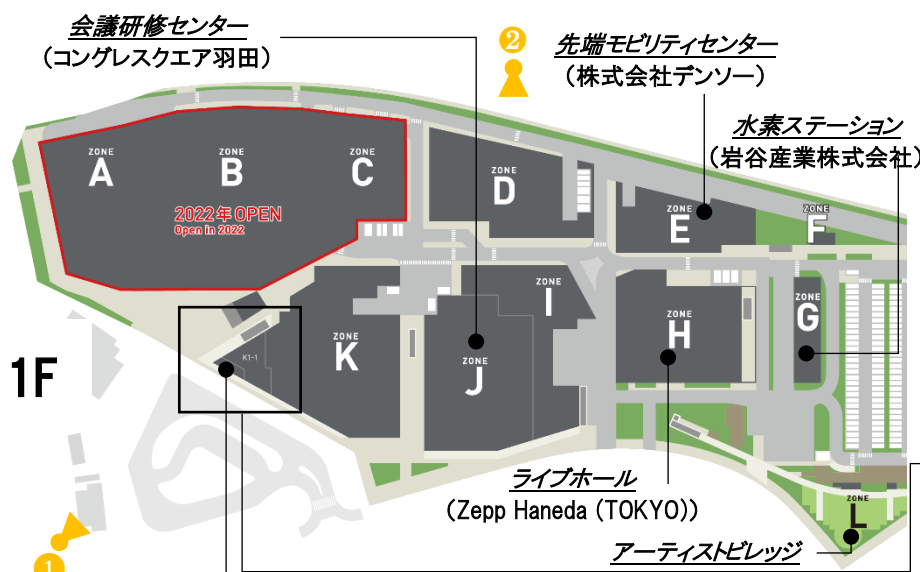 会議研修センター
(コングレスクエア羽田)
2
先端モビリティセンター
(株式会社デンソー)
水素ステーション
(岩谷産業株式会社)
ZONE
A
ZONE
B
ZONE
C
2022年OPEN
Open in 2022
ZONE
D
ZONE
E
ZONE
F
ZONE
G
ZONE
H
ZONE
I
ZONE
J
ZONE
K
K1-1
1F
ライブホール
(Zepp Haneda (TOKYO))
ZONE
L
アーティストビレッジ
1